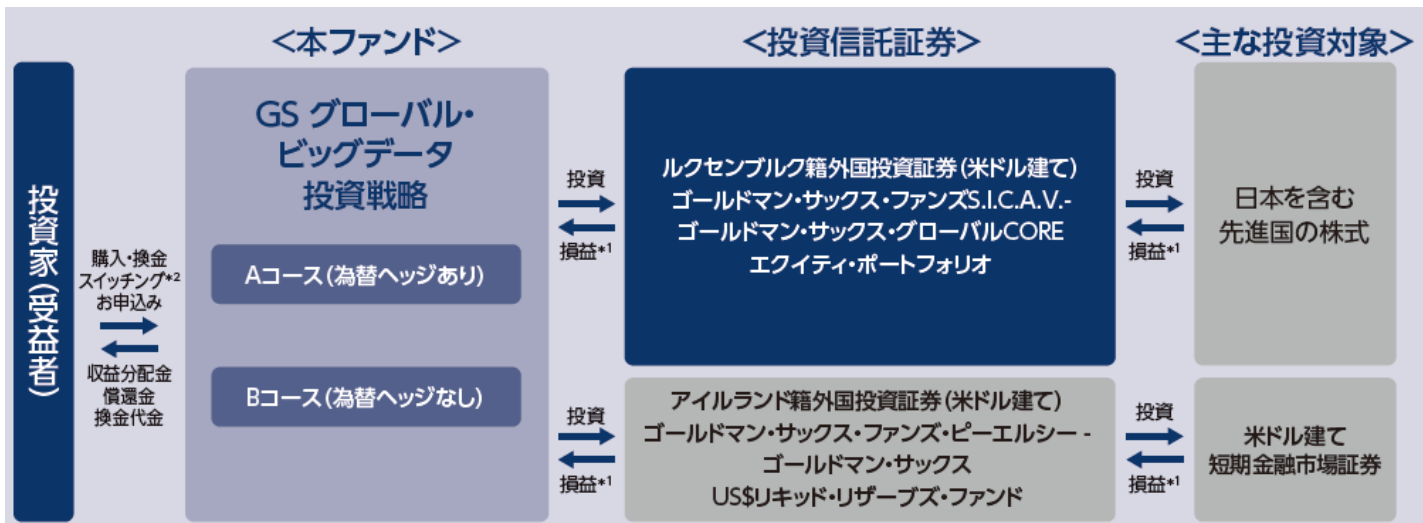 <本ファンド>
<投資信託証券>
<主な投資対象>
投資家(受益者)
購入・換金
スイッチング*2
お申込み
収益分配金
償還金
換金代金
GS グローバル・
ビッグデータ
投資戦略
Aコース(為替ヘッジあり)
Bコース(為替ヘッジなし)
投資
損益*1
ルクセンブルク籍外国投資証券(米ドル建て)
ゴールドマン・サックス・ファンズS.I.C.A.V.-
ゴールドマン・サックス・グローバルCORE
エクイティ・ポートフォリオ
投資
損益*1
日本を含む
先進国の株式
投資
損益*1
アイルランド籍外国投資証券(米ドル建て)
ゴールドマン・サックス・ファンズ・ピーエルシー -
ゴールドマン・サックス
US$リキッド・リザーブズ・ファンド
投資
損益*1
米ドル建て
短期金融市場証券